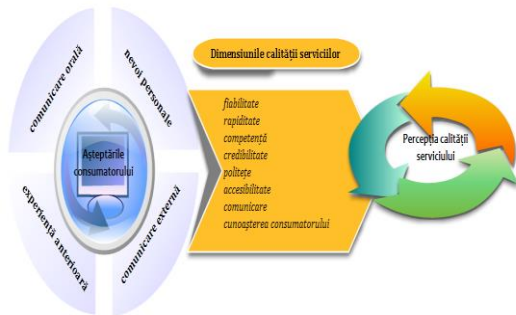 comunicare orală
nevoi personale
Așteptările
consumatorului
experiență anterioară
comunicare externă
Dimensiunile calității serviciilor
fiabilitate
rapiditate
competență
credibilitate
politețe
accesibilitate
comunicare
cunoașterea consumatorului
Percepția calității
serviciului